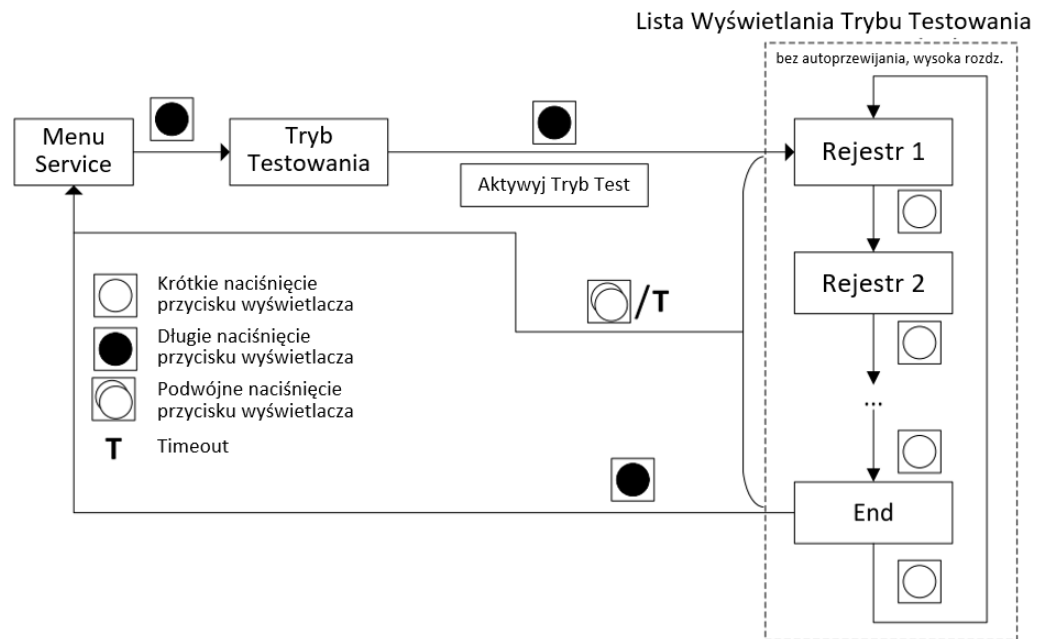 Lista Wyświetlania Trybu Testowania
bez autoprzewijania, wysoka rozdz.
Menu
Service
Tryb
Testowania
Aktywyj Tryb Test
Rejestr 1
Rejestr 2
/T
...
Krótkie naciśnięcie
przycisku wyświetlacza
Długie naciśnięcie
przycisku wyświetlacza
Podwójne naciśnięcie
przycisku wyświetlacza
T Timeout
End